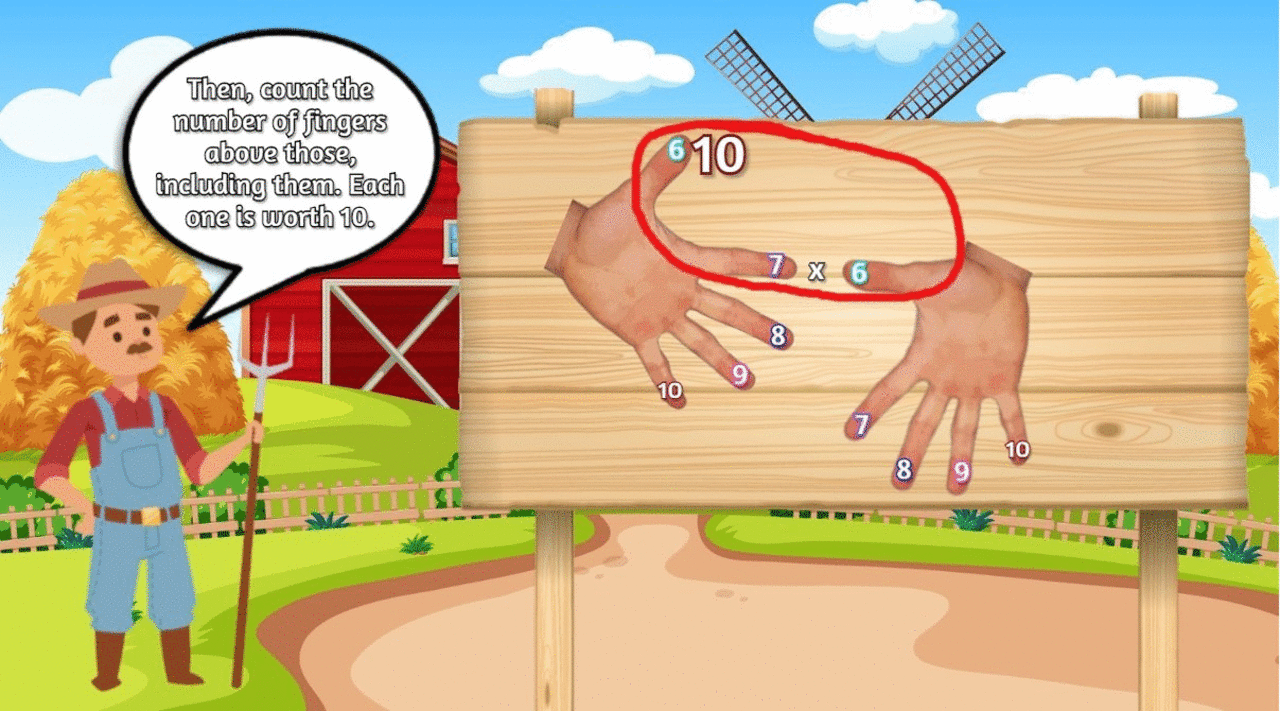 Then, count the
number of fingers
above those,
including them. Each
one is worth 10.
6 10
7 x 6
8
9
10
7
8
9
10